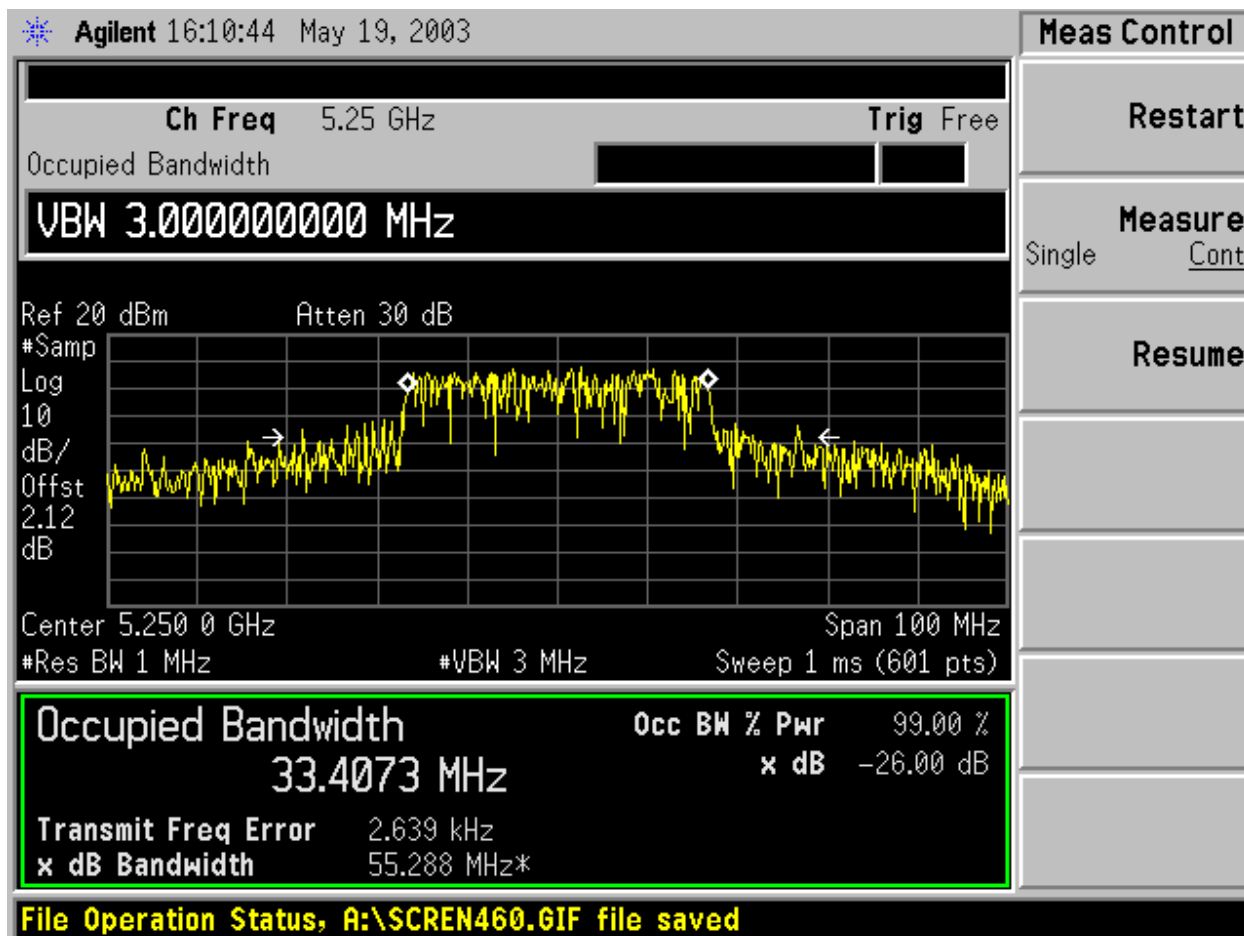 Agilent 16:10:44 May 19, 2003
Meas Control
Ch Freq 5.25 GHz
Trig Free
Occupied Bandwidth
VBW 3.000000000 MHz
Ref 20 dBm
Atten 30 dB
#Samp
Log
10
dB/
Offst
2.12
dB
Center 5.250 0 GHz
Span 100 MHz
#Res BW 1 MHz
#VBW 3 MHz
Sweep 1 ms (601 pts)
Occupied Bandwidth
33.4073 MHz
Occ BW % Pwr 99.00 %
x dB -26.00 dB
Transmit Freq Error 2.639 kHz
x dB Bandwidth 55.288 MHz*
Restart
Measure
Single Cont
Resume
File Operation Status, A:\SCREN460.GIF file saved